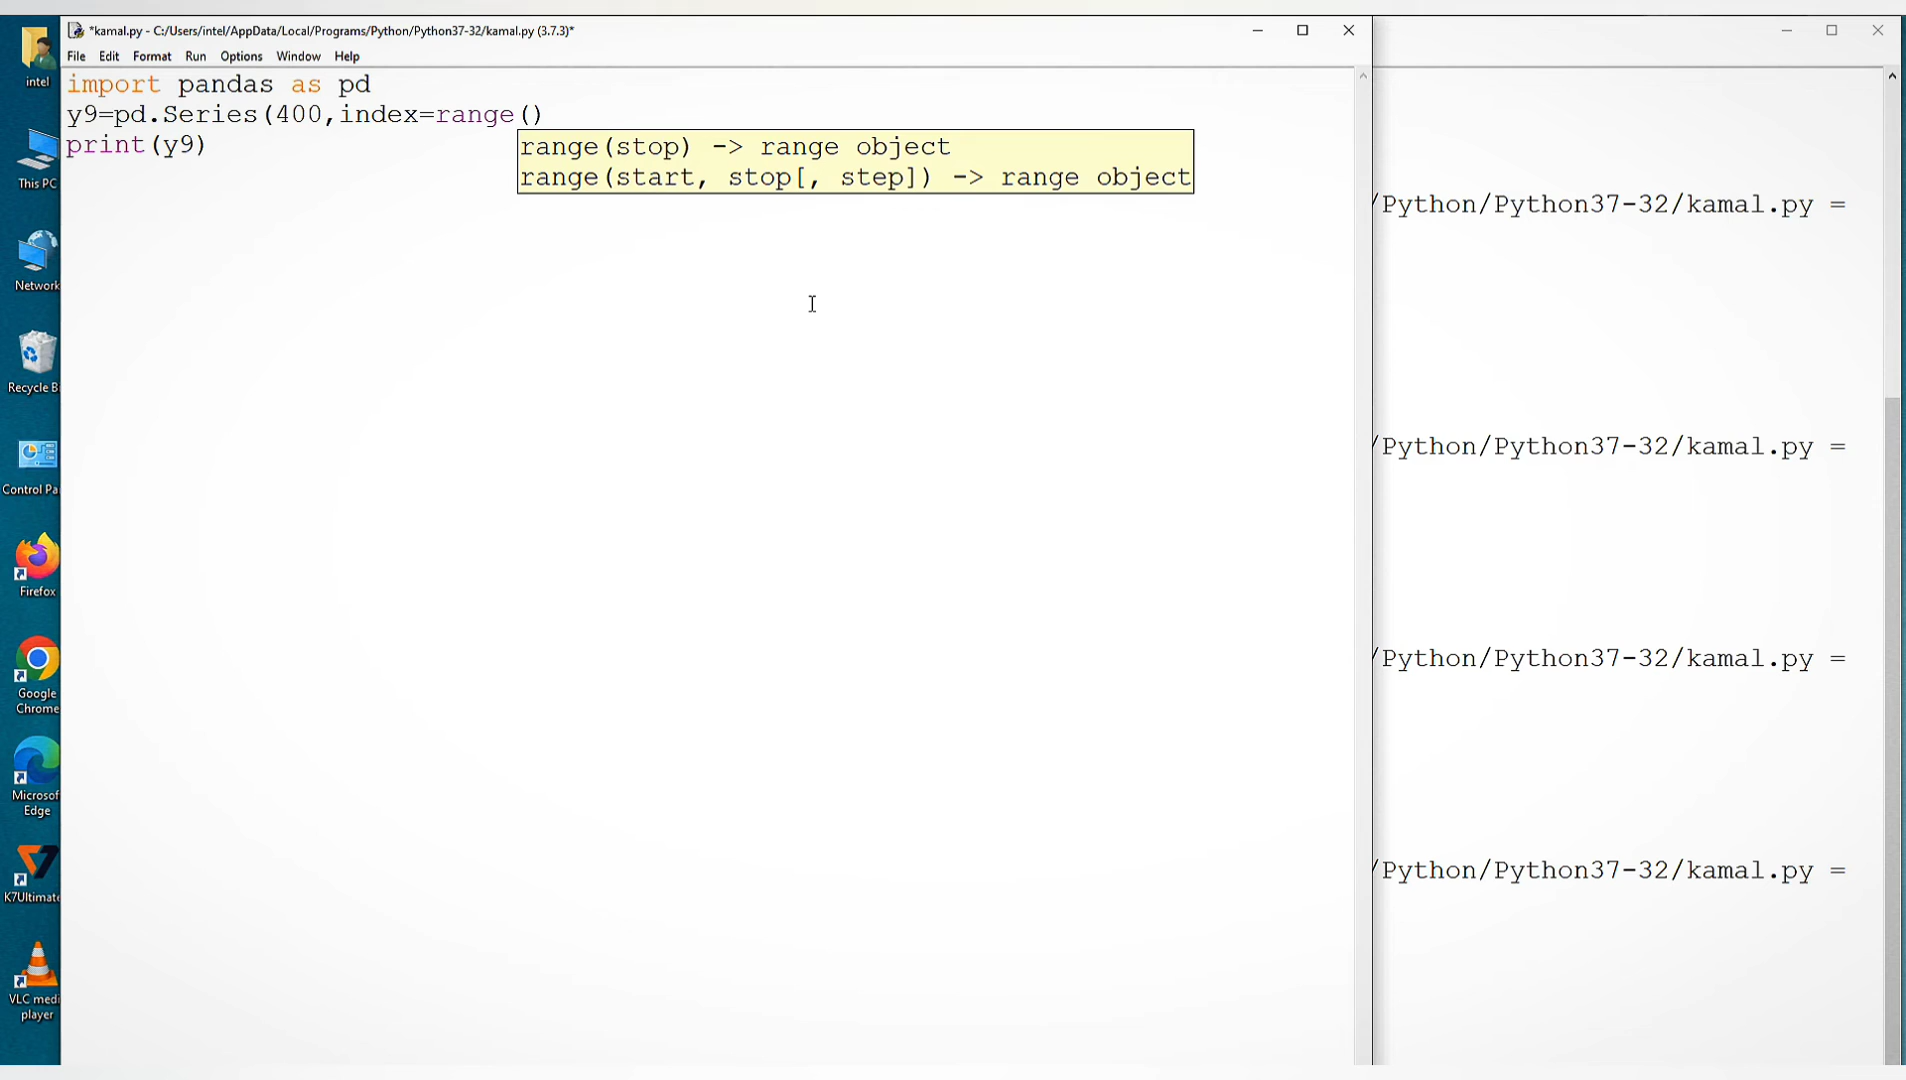 *kamal.py - C:/Users/intel/AppData/Local/Programs/Python/Python37-32/kamal.py (3.7.3)*
File Edit Format Run Options Window Help
import pandas as pd
y9=pd.Series(400,index=range()
print(y9)
range(stop) -> range object
range(start, stop[, step]) -> range object
/Python/Python37-32/kamal.py =
/Python/Python37-32/kamal.py =
/Python/Python37-32/kamal.py =
/Python/Python37-32/kamal.py =
intel
This PC
Network
Recycle B
Control Pa
Firefox
Google
Chrome
Microsof
Edge
K7Ultimate
VLC medi
player